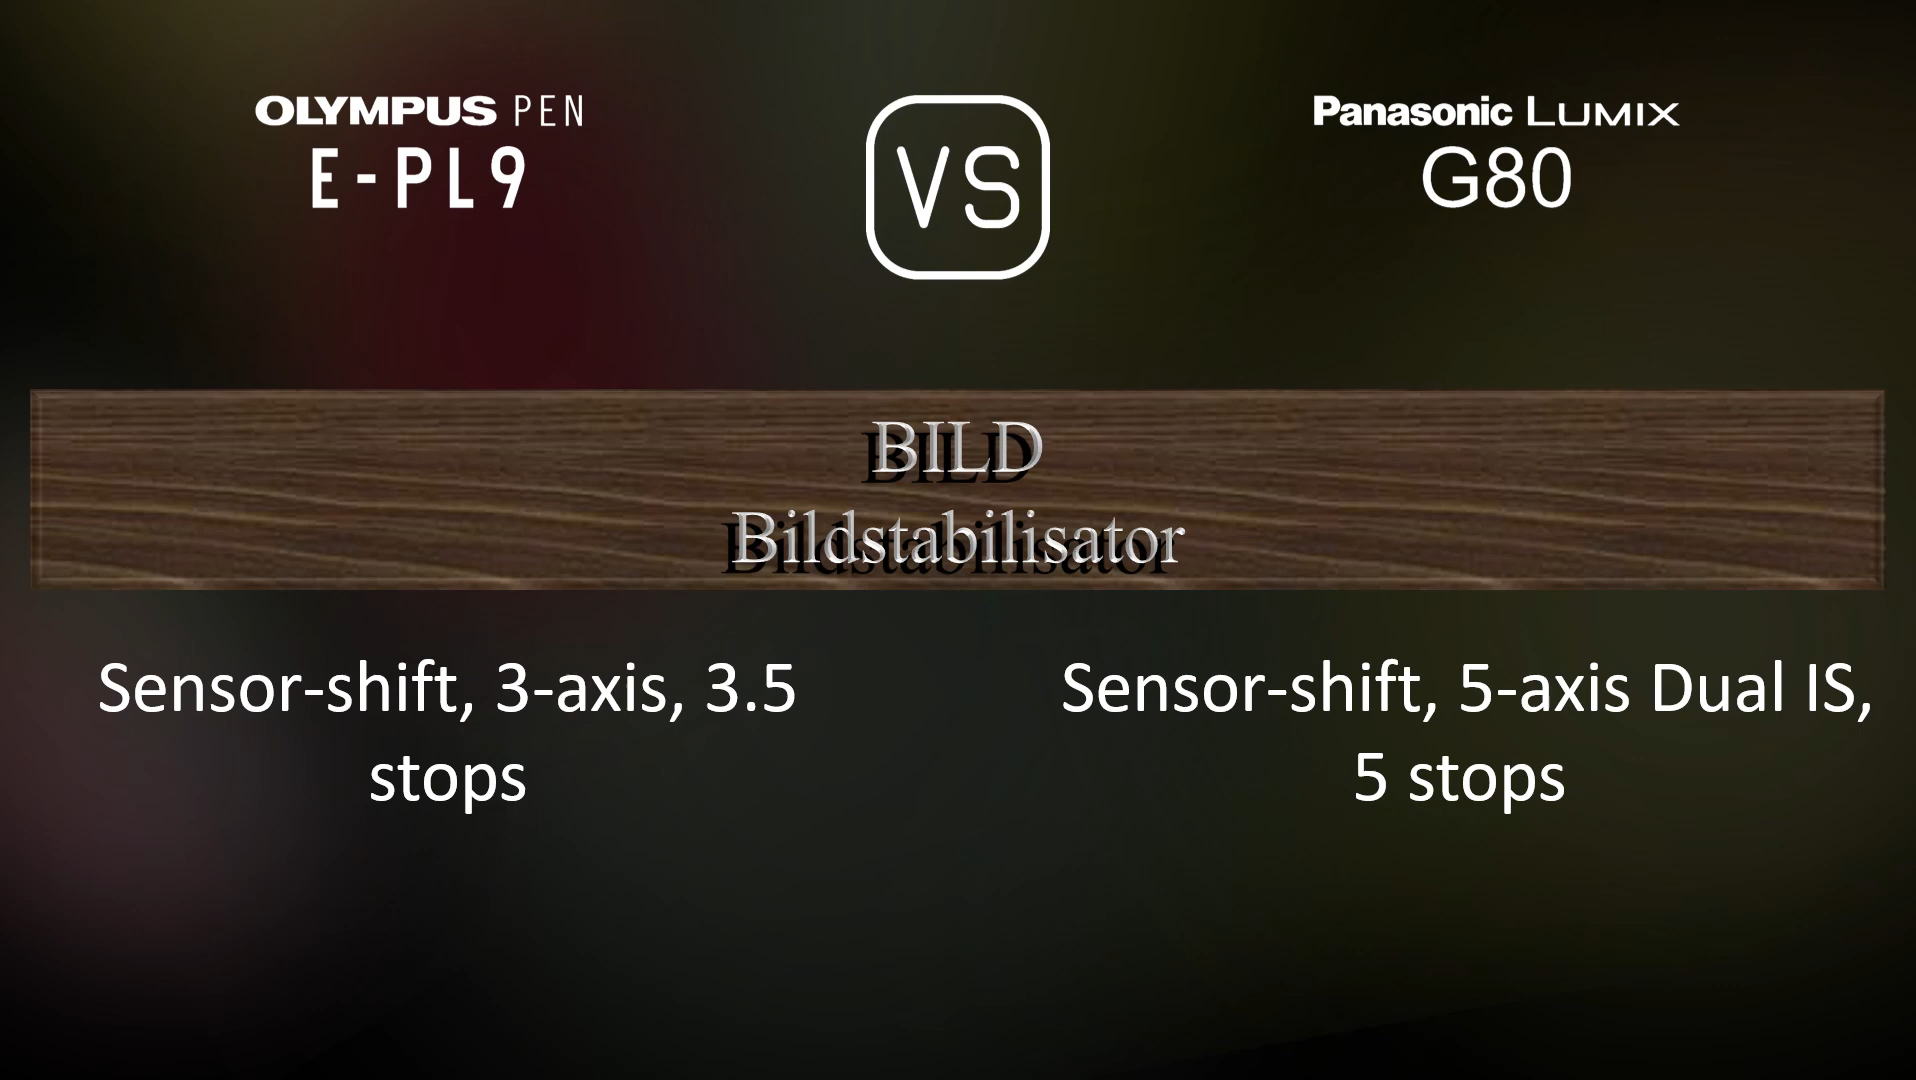 OLYMPUS PEN
E-PL9
VS
Panasonic LUMIX
G80
BILD
Bildstabilisator
Sensor-shift, 3-axis, 3.5
stops
Sensor-shift, 5-axis Dual IS,
5 stops